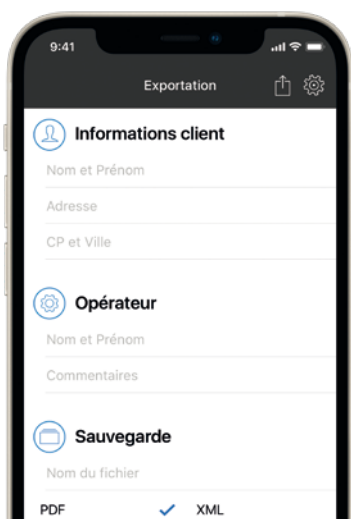 9:41
Exportation
Informations client
Nom et Prénom
Adresse
CP et Ville
Opérateur
Nom et Prénom
Commentaires
Sauvegarde
Nom du fichier
PDF XML